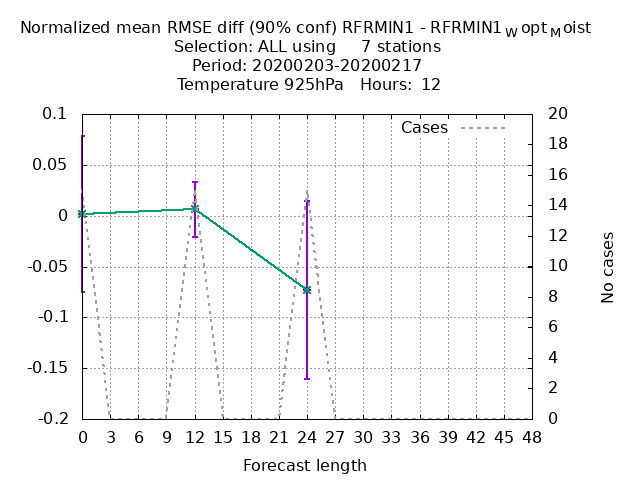 Normalized mean RMSE diff (90% conf) RFRMIN1 - RFRMIN1WoptMoist
Selection: ALL using 7 stations
Period: 20200203-20200217
Temperature 925hPa Hours: 12
Cases
0.1
0.05
0
-0.05
-0.1
-0.15
-0.2
20
18
16
14
12
10
8
6
4
2
0
No cases
0 3 6 9 12 15 18 21 24 27 30 33 36 39 42 45 48
Forecast length